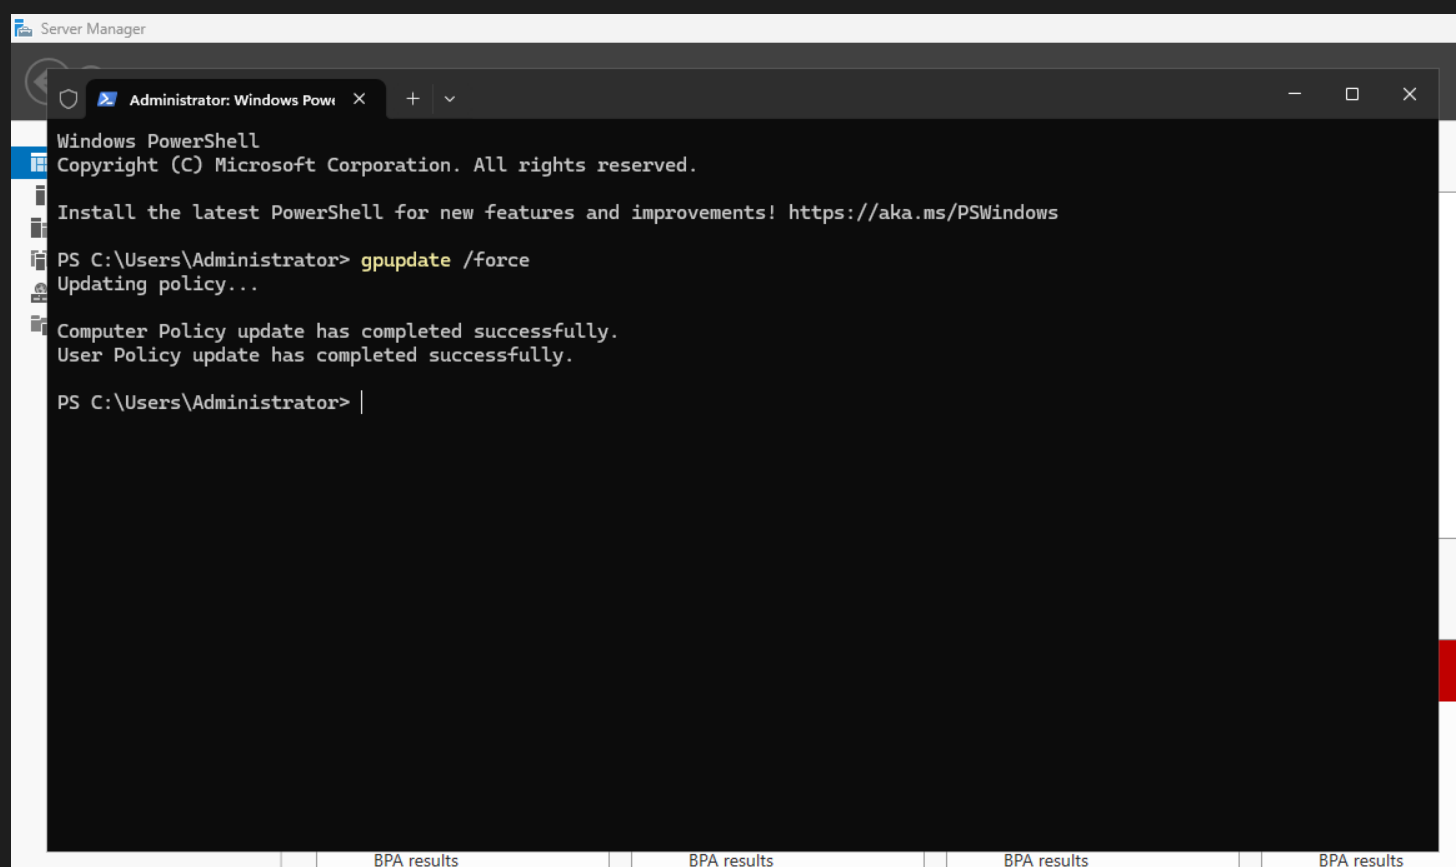 Server Manager
Administrator: Windows Powe
Windows PowerShell
Copyright (C) Microsoft Corporation. All rights reserved.
Install the latest PowerShell for new features and improvements! https://aka.ms/PSWindows
PS C:\Users\Administrator> gpupdate /force
Updating policy...
Computer Policy update has completed successfully.
User Policy update has completed successfully.
PS C:\Users\Administrator>
BPA results BPA results BPA results BPA results